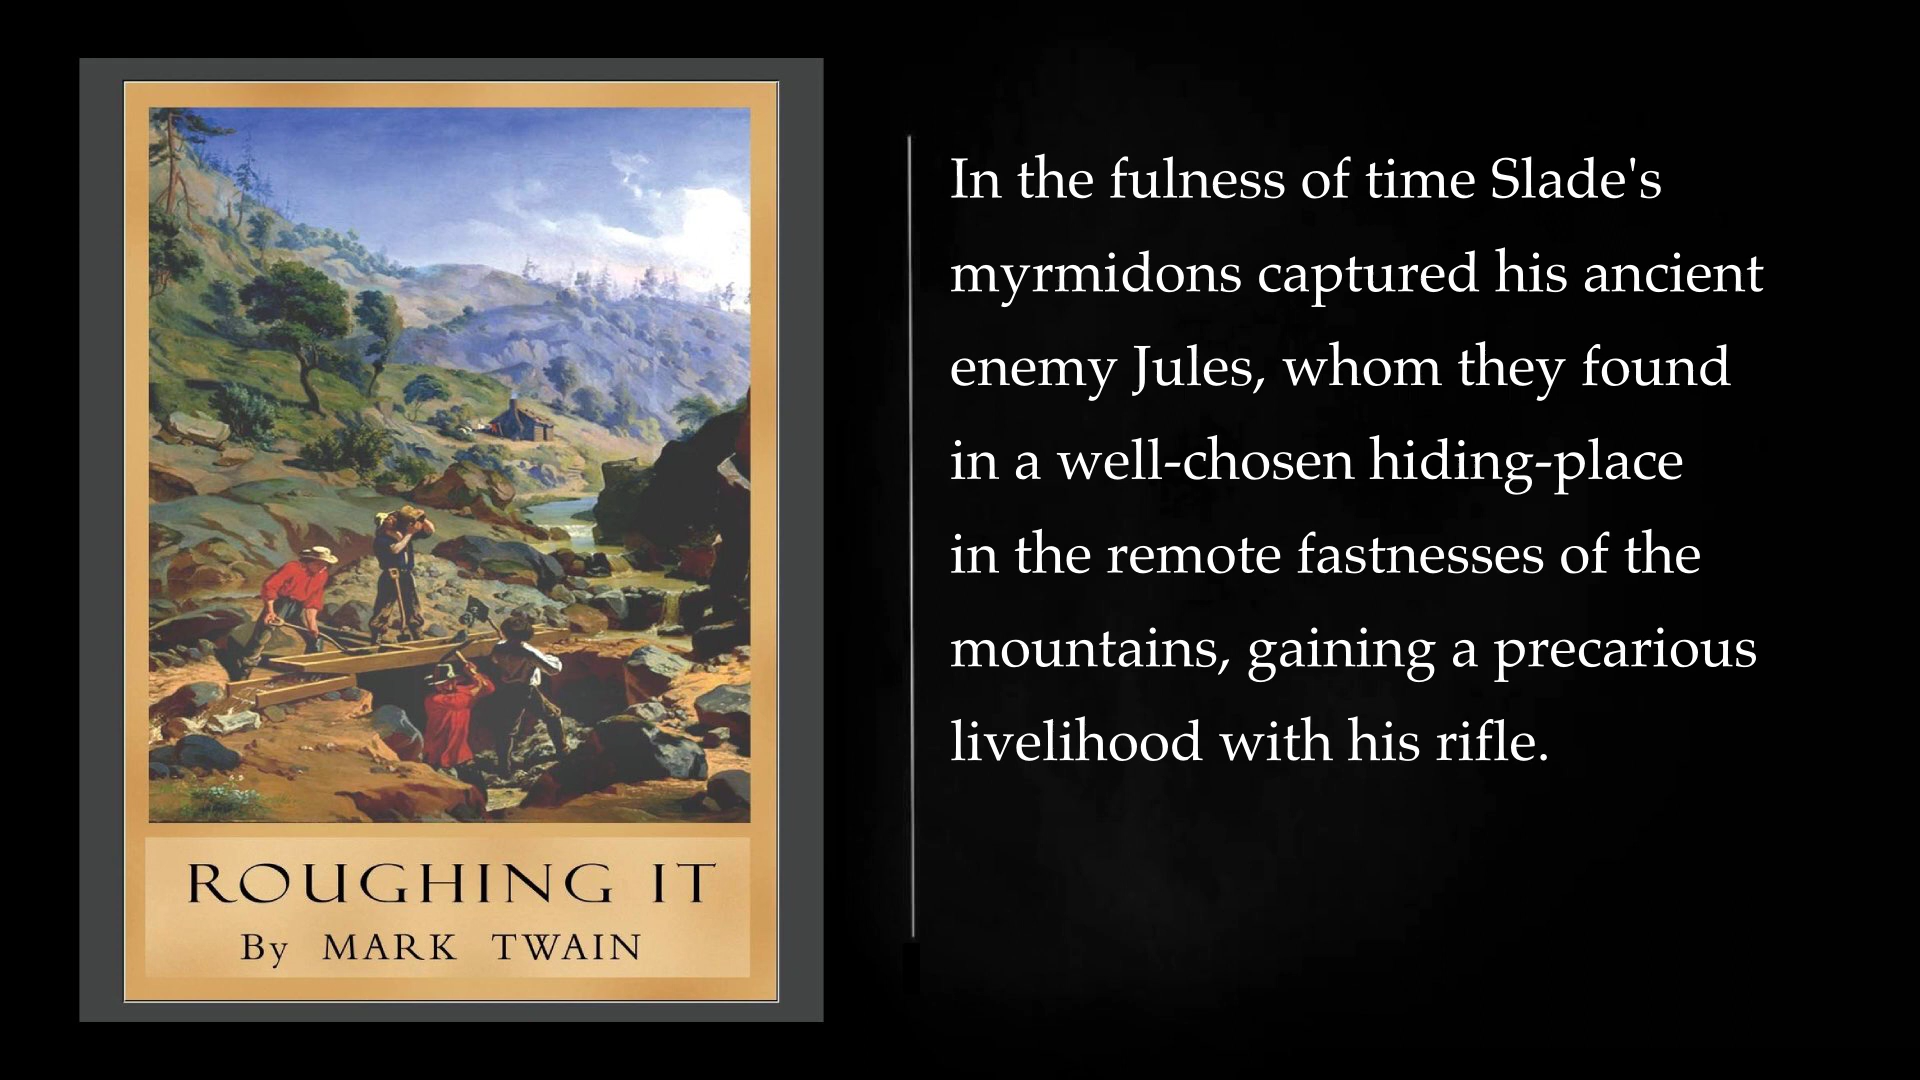 ROUGHING IT
By MARK TWAIN
In the fulness of time Slade's
myrmidons captured his ancient
enemy Jules, whom they found
in a well-chosen hiding-place
in the remote fastnesses of the
mountains, gaining a precarious
livelihood with his rifle.